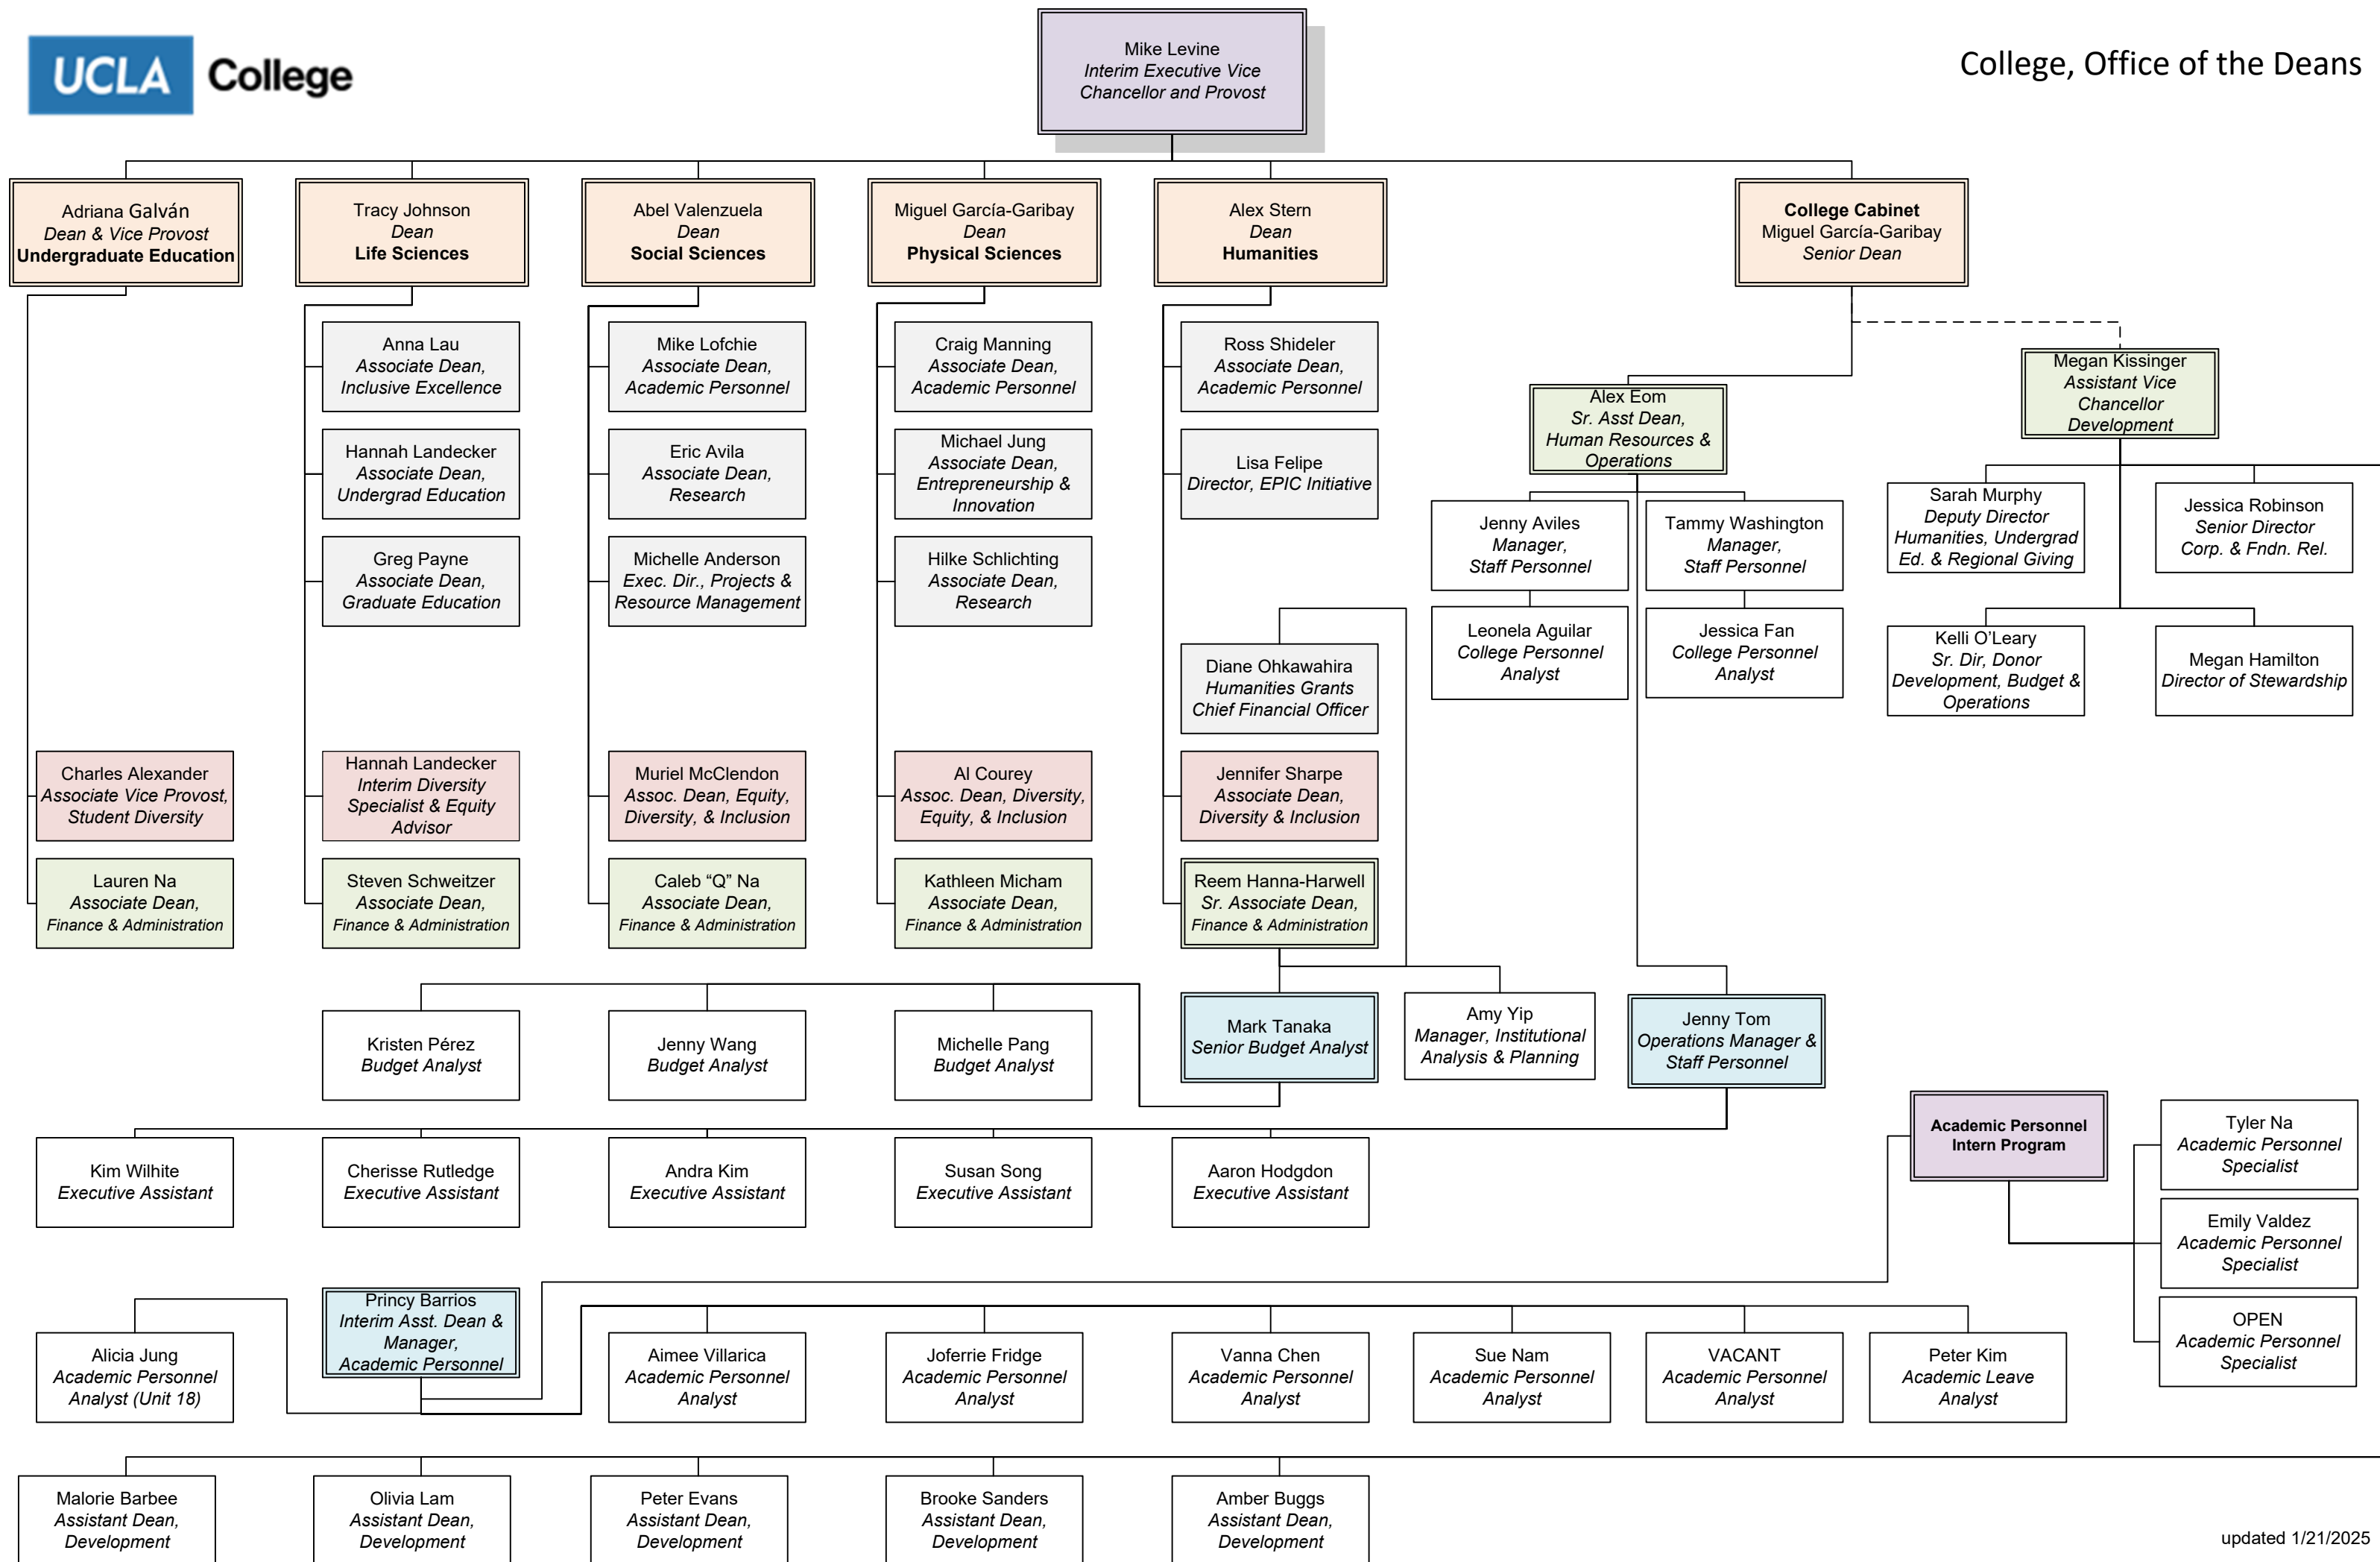 UCLA College
College, Office of the Deans
Mike Levine
Interim Executive Vice
Chancellor and Provost
Adriana Galván
Dean & Vice Provost
Undergraduate Education
Tracy Johnson
Dean
Life Sciences
Abel Valenzuela
Dean
Social Sciences
Miguel García-Garibay
Dean
Physical Sciences
Alex Stern
Dean
Humanities
College Cabinet
Miguel García-Garibay
Senior Dean
Anna Lau
Associate Dean,
Inclusive Excellence
Mike Lofchie
Associate Dean,
Academic Personnel
Craig Manning
Associate Dean,
Academic Personnel
Ross Shideler
Associate Dean,
Academic Personnel
Alex Eom
Sr. Asst Dean,
Human Resources &
Operations
Megan Kissinger
Assistant Vice
Chancellor
Development
Hannah Landecker
Associate Dean,
Undergrad Education
Eric Avila
Associate Dean,
Research
Michael Jung
Associate Dean,
Entrepreneurship &
Innovation
Lisa Felipe
Director, EPIC Initiative
Jenny Aviles
Manager,
Staff Personnel
Tammy Washington
Manager,
Staff Personnel
Sarah Murphy
Deputy Director
Humanities, Undergrad
Ed. & Regional Giving
Jessica Robinson
Senior Director
Corp. & Fndn. Rel.
Greg Payne
Associate Dean,
Graduate Education
Michelle Anderson
Exec. Dir., Projects &
Resource Management
Hilke Schlichting
Associate Dean,
Research
Diane Ohkawahira
Humanities Grants
Chief Financial Officer
Leonela Aguilar
College Personnel
Analyst
Jessica Fan
College Personnel
Analyst
Kelli O’Leary
Sr. Dir, Donor
Development, Budget &
Operations
Megan Hamilton
Director of Stewardship
Charles Alexander
Associate Vice Provost,
Student Diversity
Hannah Landecker
Interim Diversity
Specialist & Equity
Advisor
Muriel McClendon
Assoc. Dean, Equity,
Diversity, & Inclusion
Al Courey
Assoc. Dean, Diversity,
Equity, & Inclusion
Jennifer Sharpe
Associate Dean,
Diversity & Inclusion
Lauren Na
Associate Dean,
Finance & Administration
Steven Schweitzer
Associate Dean,
Finance & Administration
Caleb “Q” Na
Associate Dean,
Finance & Administration
Kathleen Micham
Associate Dean,
Finance & Administration
Reem Hanna-Harwell
Sr. Associate Dean,
Finance & Administration
Kristen Pérez
Budget Analyst
Jenny Wang
Budget Analyst
Michelle Pang
Budget Analyst
Mark Tanaka
Senior Budget Analyst
Amy Yip
Manager, Institutional
Analysis & Planning
Jenny Tom
Operations Manager &
Staff Personnel
Kim Wilhite
Executive Assistant
Cherisse Rutledge
Executive Assistant
Andra Kim
Executive Assistant
Susan Song
Executive Assistant
Aaron Hodgdon
Executive Assistant
Academic Personnel
Intern Program
Tyler Na
Academic Personnel
Specialist
Emily Valdez
Academic Personnel
Specialist
OPEN
Academic Personnel
Specialist
Alicia Jung
Academic Personnel
Analyst (Unit 18)
Princy Barrios
Interim Asst. Dean &
Manager,
Academic Personnel
Aimee Villarica
Academic Personnel
Analyst
Joferrie Fridge
Academic Personnel
Analyst
Vanna Chen
Academic Personnel
Analyst
Sue Nam
Academic Personnel
Analyst
VACANT
Academic Personnel
Analyst
Peter Kim
Academic Leave
Analyst
Malorie Barbee
Assistant Dean,
Development
Olivia Lam
Assistant Dean,
Development
Peter Evans
Assistant Dean,
Development
Brooke Sanders
Assistant Dean,
Development
Amber Buggs
Assistant Dean,
Development
updated 1/21/2025